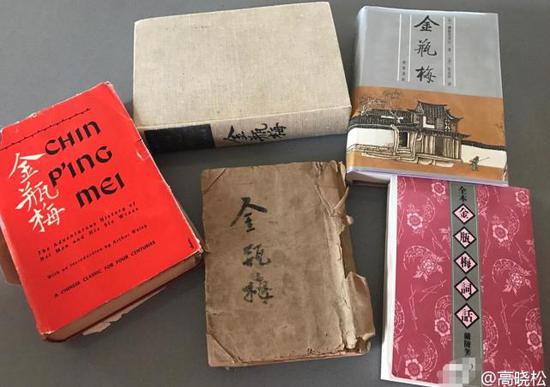 金瓶梅
金瓶梅
CHIN
P'ING
MEI
金瓶梅
The Adventurous History of
Hsi Men and His Six Wives
With an Introduction by Arthur Waley
A CHINESE CLASSIC FOR FOUR CENTURIES
金瓶梅
全本
金瓶梅詞話
@高晓松